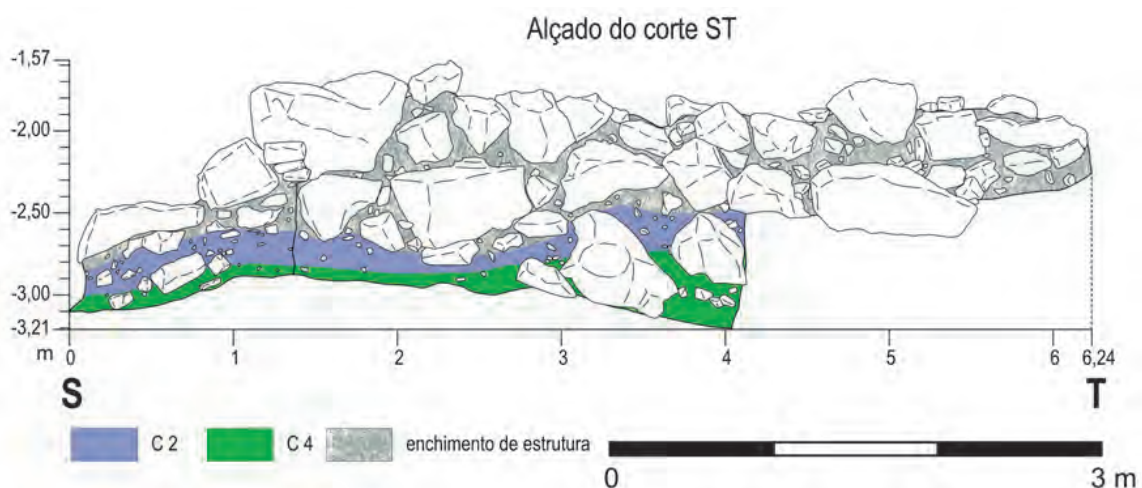 Alçado do corte ST
-1,57
-2,00
-2,50
-3,00
-3,21
m
0 1 2 3 4 5 6 6,24
S T
C 2 C 4 enchimento de estrutura
0 3 m